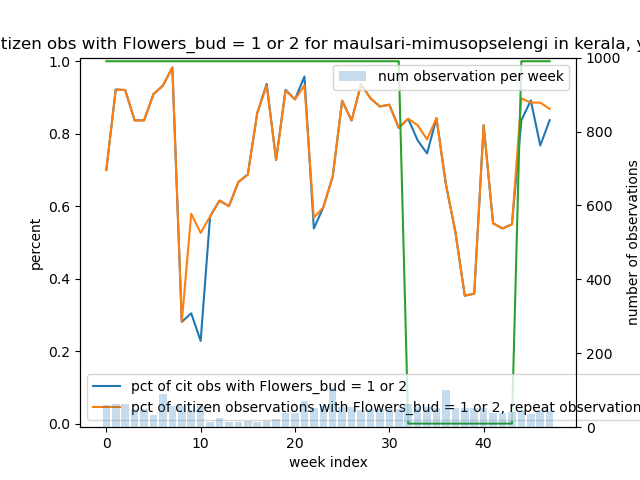 tizen obs with Flowers_bud = 1 or 2 for maulsari-mimusopselengi in kerala, y
num observation per week
1.0
0.8
0.6
0.4
0.2
0.0
percent
1000
800
600
400
200
0
number of observations
pct of cit obs with Flowers_bud = 1 or 2
pct of citizen observations with Flowers_bud = 1 or 2, repeat observation
0
10
20
30
40
week index